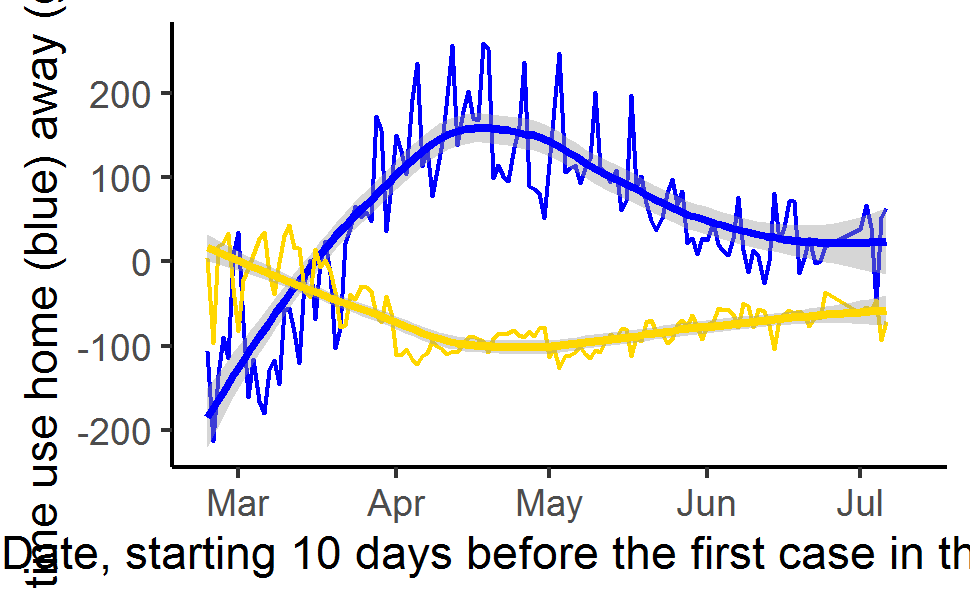 time use home (blue) away (
200
100
0
-100
-200
Mar Apr May Jun Jul
Date, starting 10 days before the first case in th